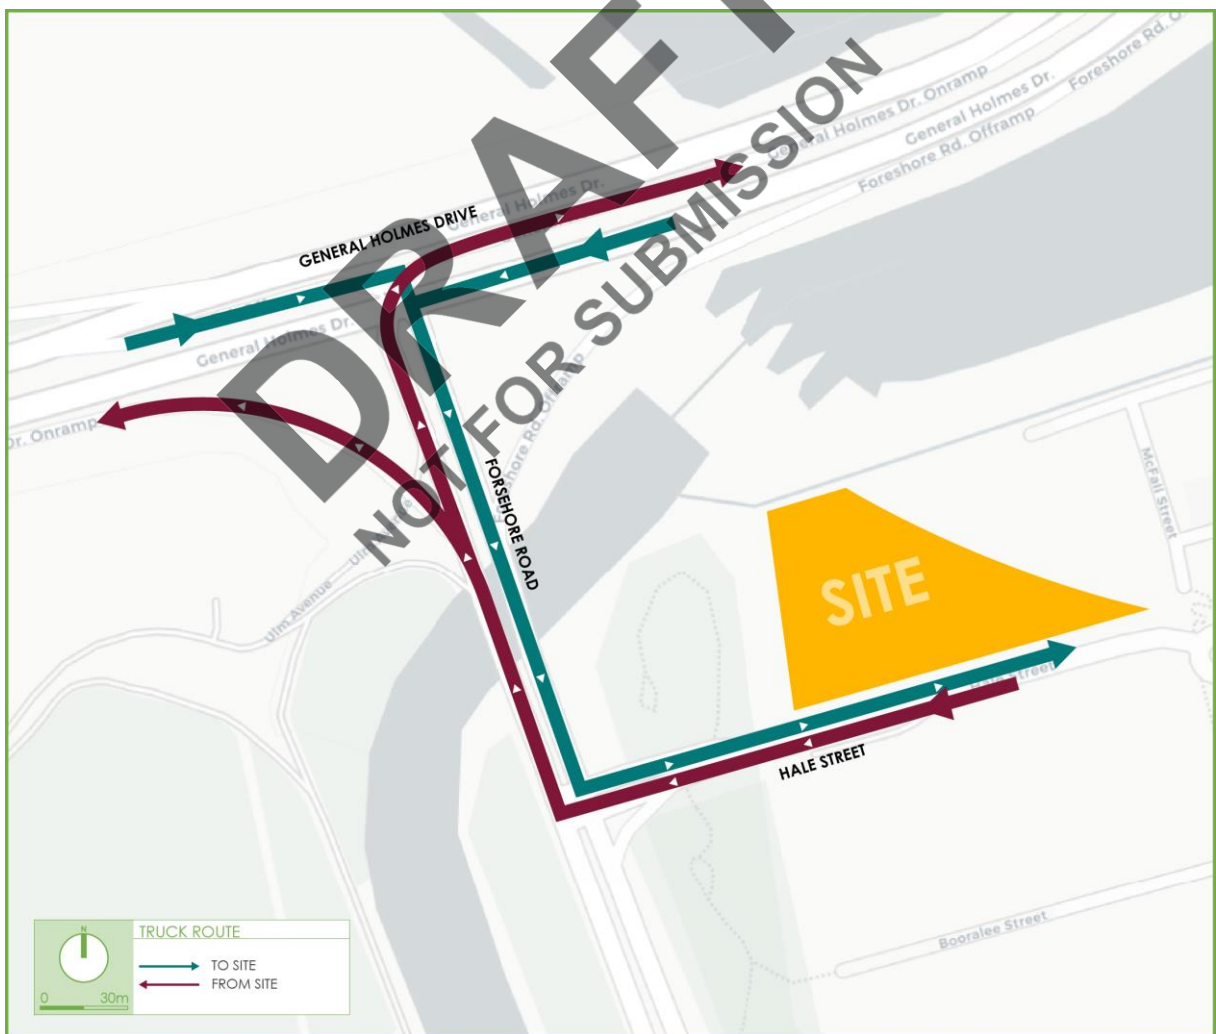 DRAFT
NOT FOR SUBMISSION
Foreshore Rd. O
General Holmes Dr. Onramp
General Holmes Dr.
Foreshore Rd. Offramp
General Holmes Dr.
GENERAL HOLMES DRIVE
General Holmes Dr.
Dr. Onramp
Foreshore Rd. Offramp
FORSEHORE ROAD
McFall Street
Ulm Avenue
Ulm Avenue
SITE
Hale Street
HALE STREET
Booralee Street
N
0 30m
TRUCK ROUTE
TO SITE
FROM SITE